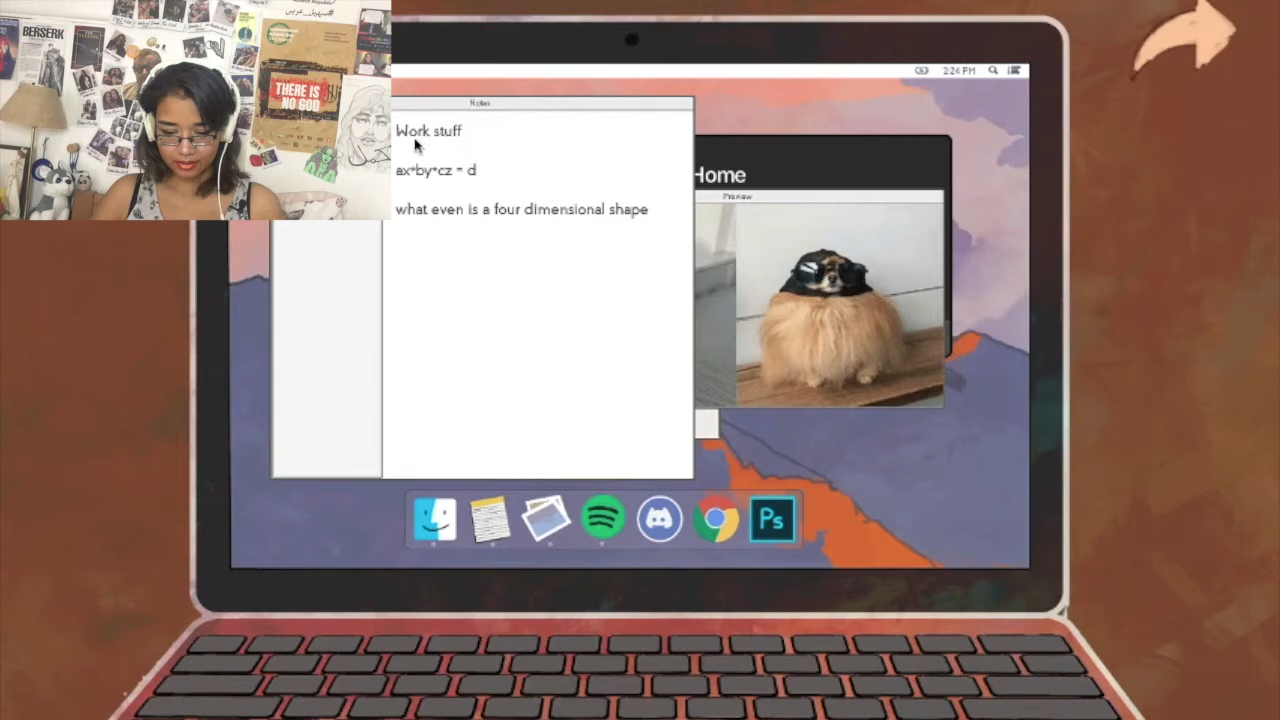 BERSERK
THERE IS
NO GOD
2:24 PM
Notes
Work stuff
ax*by*cz = d
what even is a four dimensional shape
Home
Preview
Ps